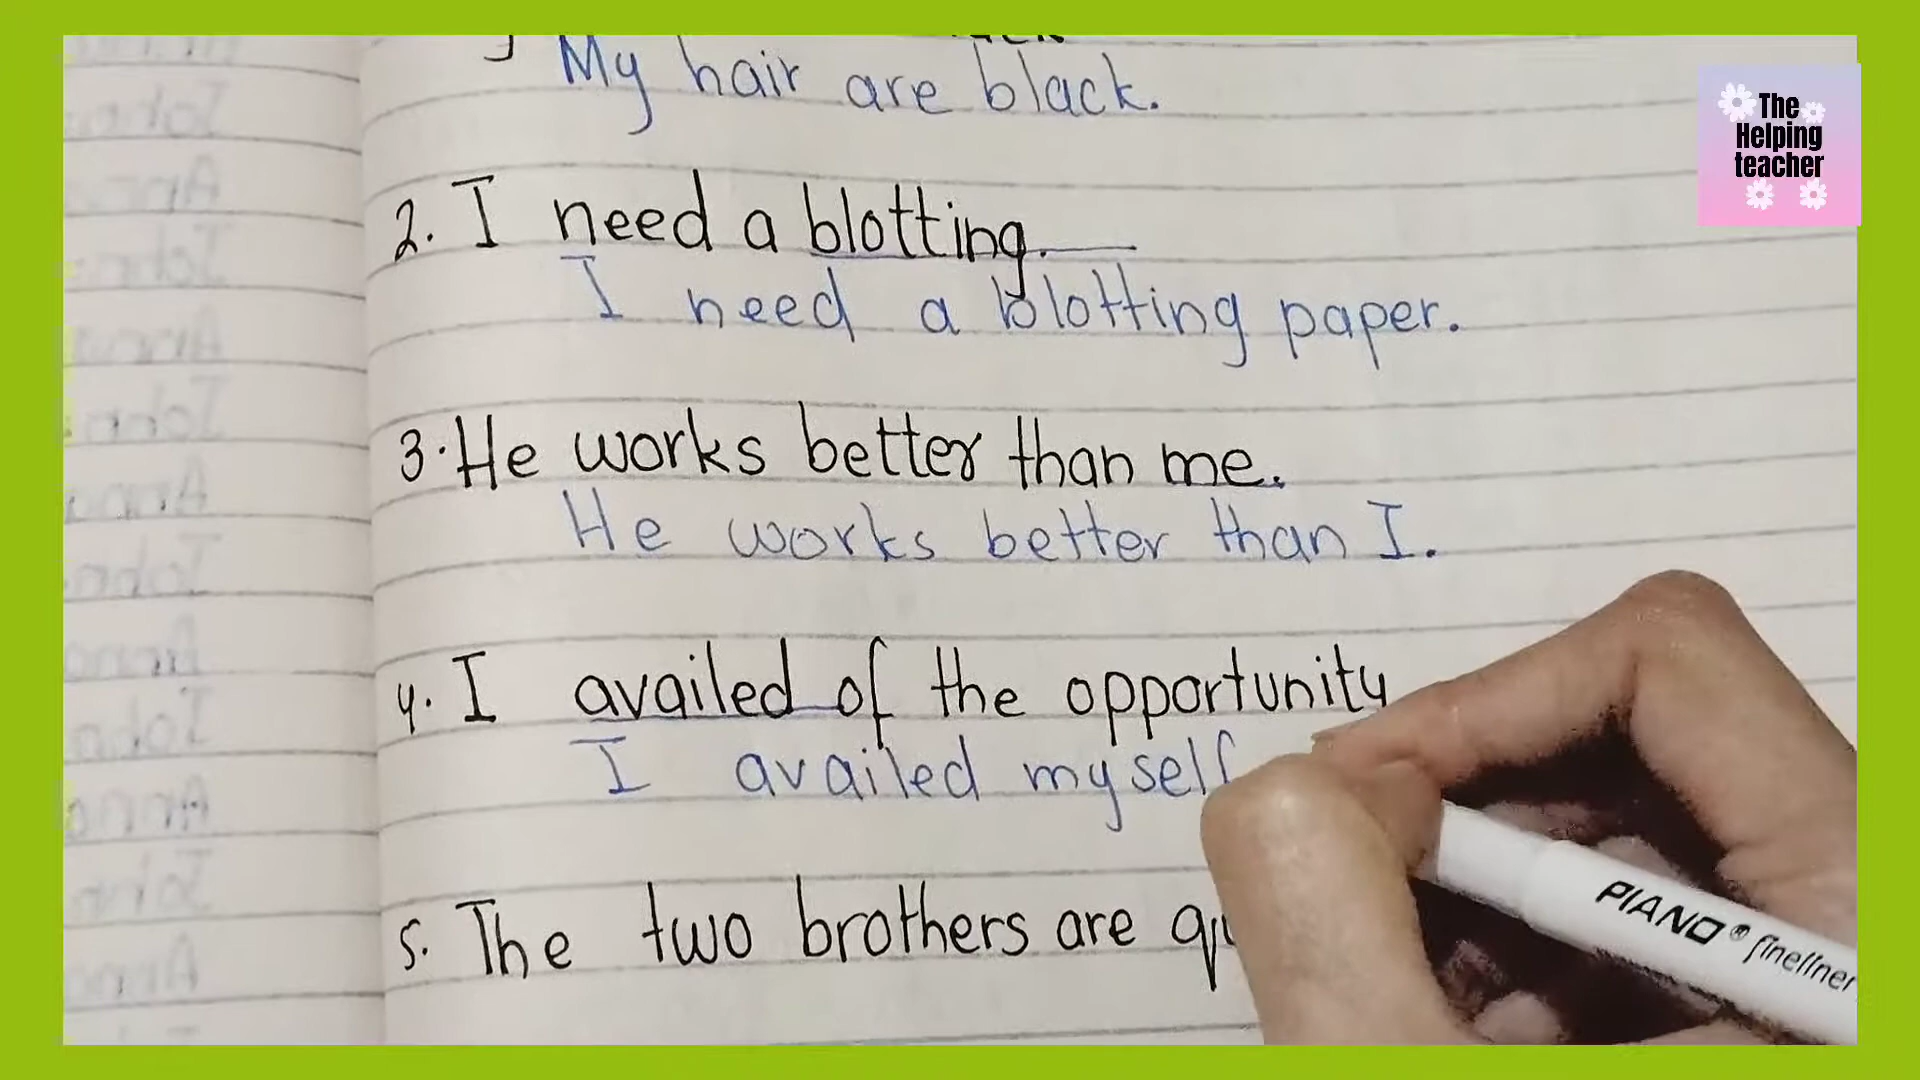 My hair are black.
The
Helping
teacher
2. I need a blotting.
I need a blotting paper.
3. He works better than me.
He works better than I.
4. I availed of the opportunity
I availed myself
5. The two brothers are
PIANO® fineliner